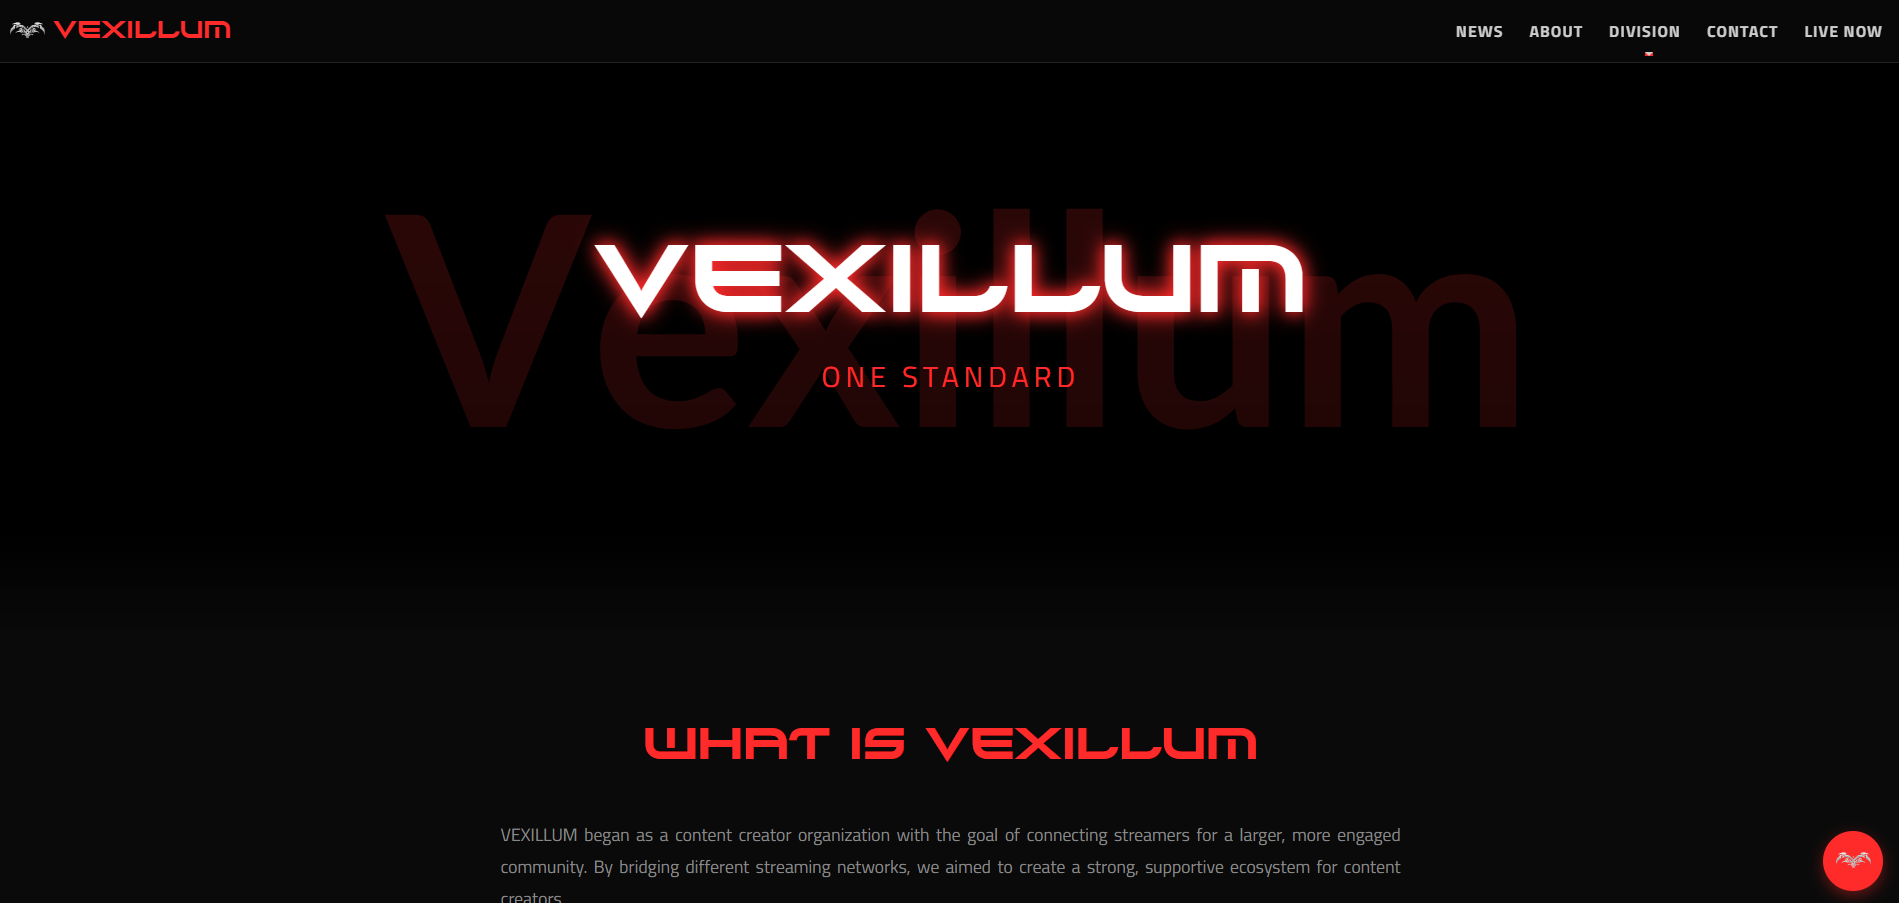 VEXILLUM
NEWS ABOUT DIVISION CONTACT LIVE NOW
Vexillum
VEXILLUM
ONE STANDARD
WHAT IS VEXILLUM
VEXILLUM began as a content creator organization with the goal of connecting streamers for a larger, more engaged
community. By bridging different streaming networks, we aimed to create a strong, supportive ecosystem for content
creators.